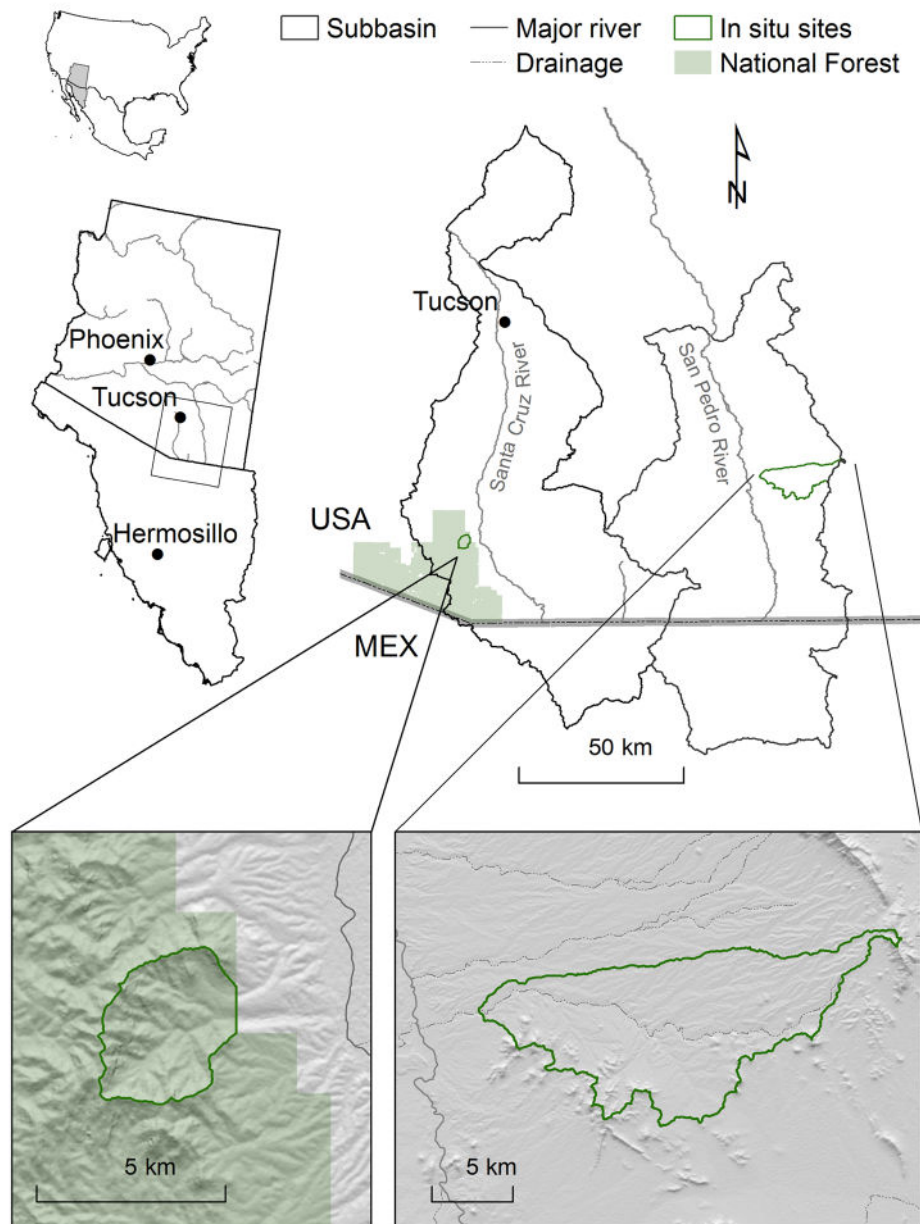 Subbasin
Major river
In situ sites
Drainage
National Forest
N
Tucson
Phoenix
Tucson
Santa Cruz River
San Pedro River
USA
Hermosillo
MEX
50 km
5 km
5 km